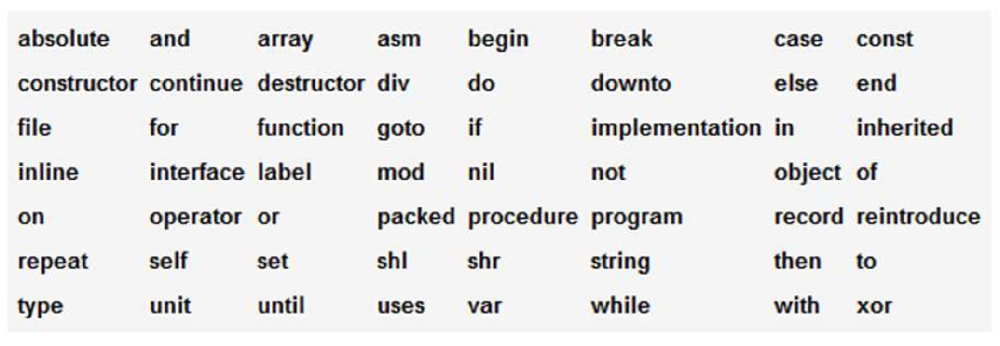 absolute and array asm begin break case const
constructor continue destructor div do downto else end
file for function goto if implementation in inherited
inline interface label mod nil not object of
on operator or packed procedure program record reintroduce
repeat self set shl shr string then to
type unit until uses var while with xor